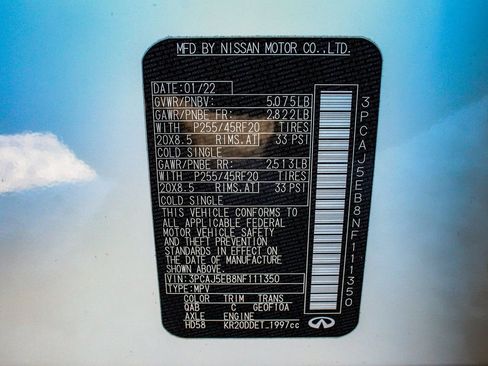 MFD BY NISSAN MOTOR CO.,LTD.
DATE:01/22
GVWR/PNBV: 5,075LB
GAWR/PNBE FR: 2,822LB
WITH P255/45RF20 TIRES
20X8.5 RIMS,AT 33 PSI
COLD SINGLE
GAWR/PNBE RR: 2,513LB
WITH P255/45RF20 TIRES
20X8.5 RIMS,AT 33 PSI
COLD SINGLE
THIS VEHICLE CONFORMS TO
ALL APPLICABLE FEDERAL
MOTOR VEHICLE SAFETY
AND THEFT PREVENTION
STANDARDS IN EFFECT ON
THE DATE OF MANUFACTURE
SHOWN ABOVE.
VIN:3PCAJ5EB8NF111350
TYPE:MPV
COLOR TRIM TRANS
QAB C GEOF10A
AXLE ENGINE
HD58 KR20DDET 1997cc
3PCAJ5EB8NF111350